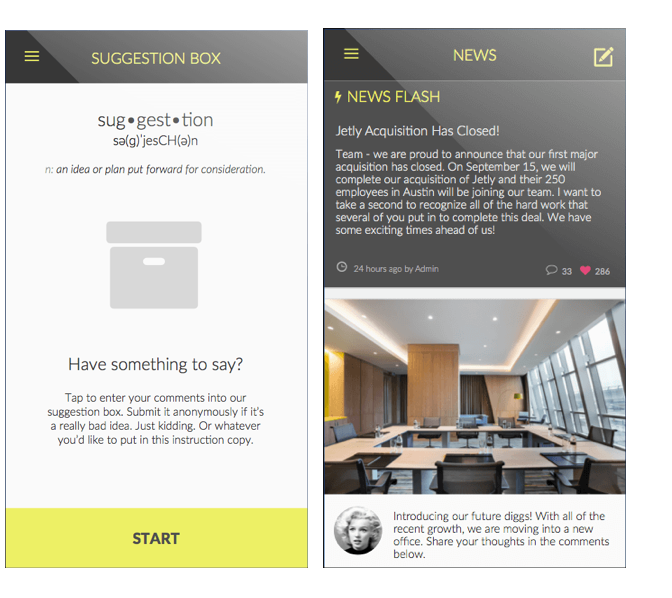 SUGGESTION BOX
sug•gest•tion
sə(g)ˈjesCH(ə)n
n: an idea or plan put forward for consideration.
Have something to say?
Tap to enter your comments into our
suggestion box. Submit it anonymously if it's
a really bad idea. Just kidding. Or whatever
you'd like to put in this instruction copy.
START
NEWS
NEWS FLASH
Jetly Acquisition Has Closed!
Team - we are proud to announce that our first major
acquisition has closed. On September 15, we will
complete our acquisition of Jetly and their 250
employees in Austin will be joining our team. I want to
take a second to recognize all of the hard work that
several of you put in to complete this deal. We have
some exciting times ahead of us!
24 hours ago by Admin
33
286
Introducing our future diggs! With all of the
recent growth, we are moving into a new
office. Share your thoughts in the comments
below.